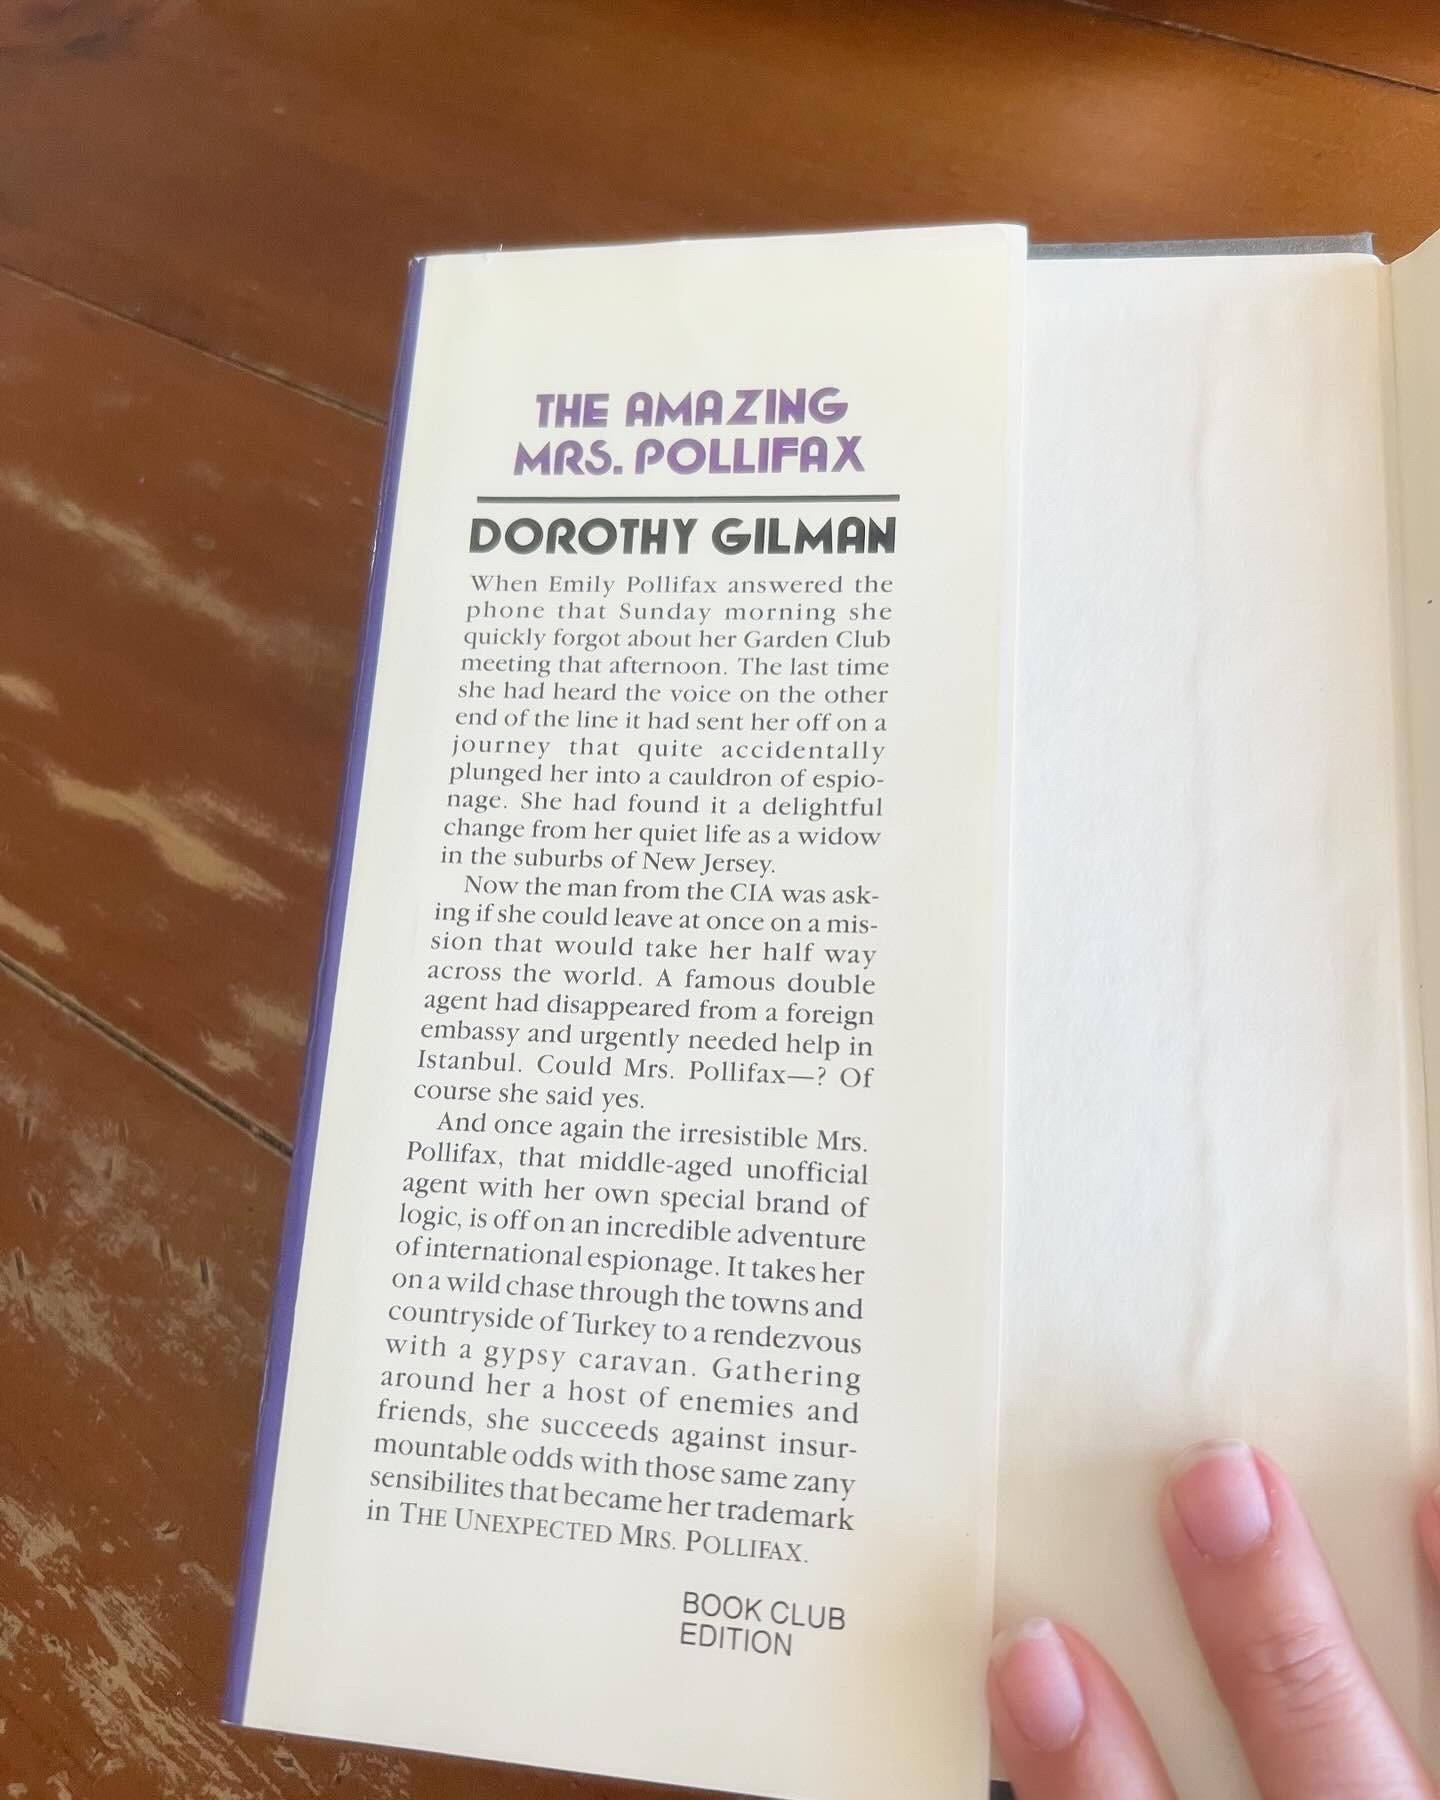 THE AMAZING
MRS. POLLIFAX
DOROTHY GILMAN
When Emily Pollifax answered the
phone that Sunday morning she
quickly forgot about her Garden Club
meeting that afternoon. The last time
she had heard the voice on the other
end of the line it had sent her off on a
journey that quite accidentally
plunged her into a cauldron of espio-
nage. She had found it a delightful
change from her quiet life as a widow
in the suburbs of New Jersey.
Now the man from the CIA was ask-
ing if she could leave at once on a mis-
sion that would take her half way
across the world. A famous double
agent had disappeared from a foreign
embassy and urgently needed help in
Istanbul. Could Mrs. Pollifax—? Of
course she said yes.
And once again the irresistible Mrs.
Pollifax, that middle-aged unofficial
agent with her own special brand of
logic, is off on an incredible adventure
of international espionage. It takes her
on a wild chase through the towns and
countryside of Turkey to a rendezvous
with a gypsy caravan. Gathering
around her a host of enemies and
friends, she succeeds against insur-
mountable odds with those same zany
sensibilites that became her trademark
in THE UNEXPECTED MRS. POLLIFAX.
BOOK CLUB
EDITION